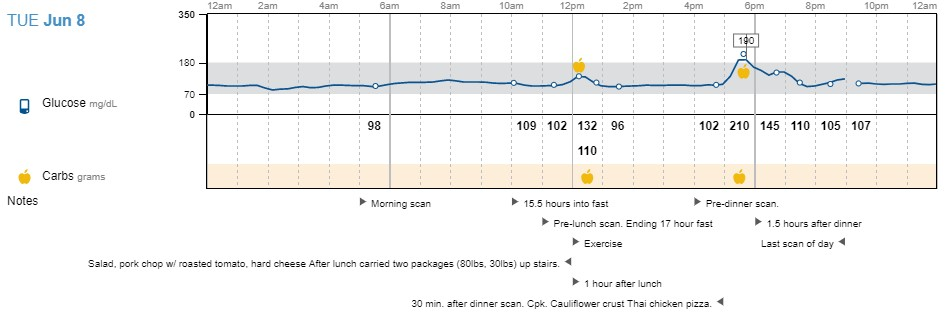 12am 2am 4am 6am 8am 10am 12pm 2pm 4pm 6pm 8pm 10pm 12am
TUE Jun 8
350
190
180
70
0
Glucose mg/dL
98 109 102 132 96 102 210 145 110 105 107
110
Carbs grams
Notes
Morning scan 15.5 hours into fast Pre-dinner scan.
Pre-lunch scan. Ending 17 hour fast 1.5 hours after dinner
Exercise Last scan of day
Salad, pork chop w/ roasted tomato, hard cheese After lunch carried two packages (80lbs, 30lbs) up stairs.
1 hour after lunch
30 min. after dinner scan. Cpk. Cauliflower crust Thai chicken pizza.